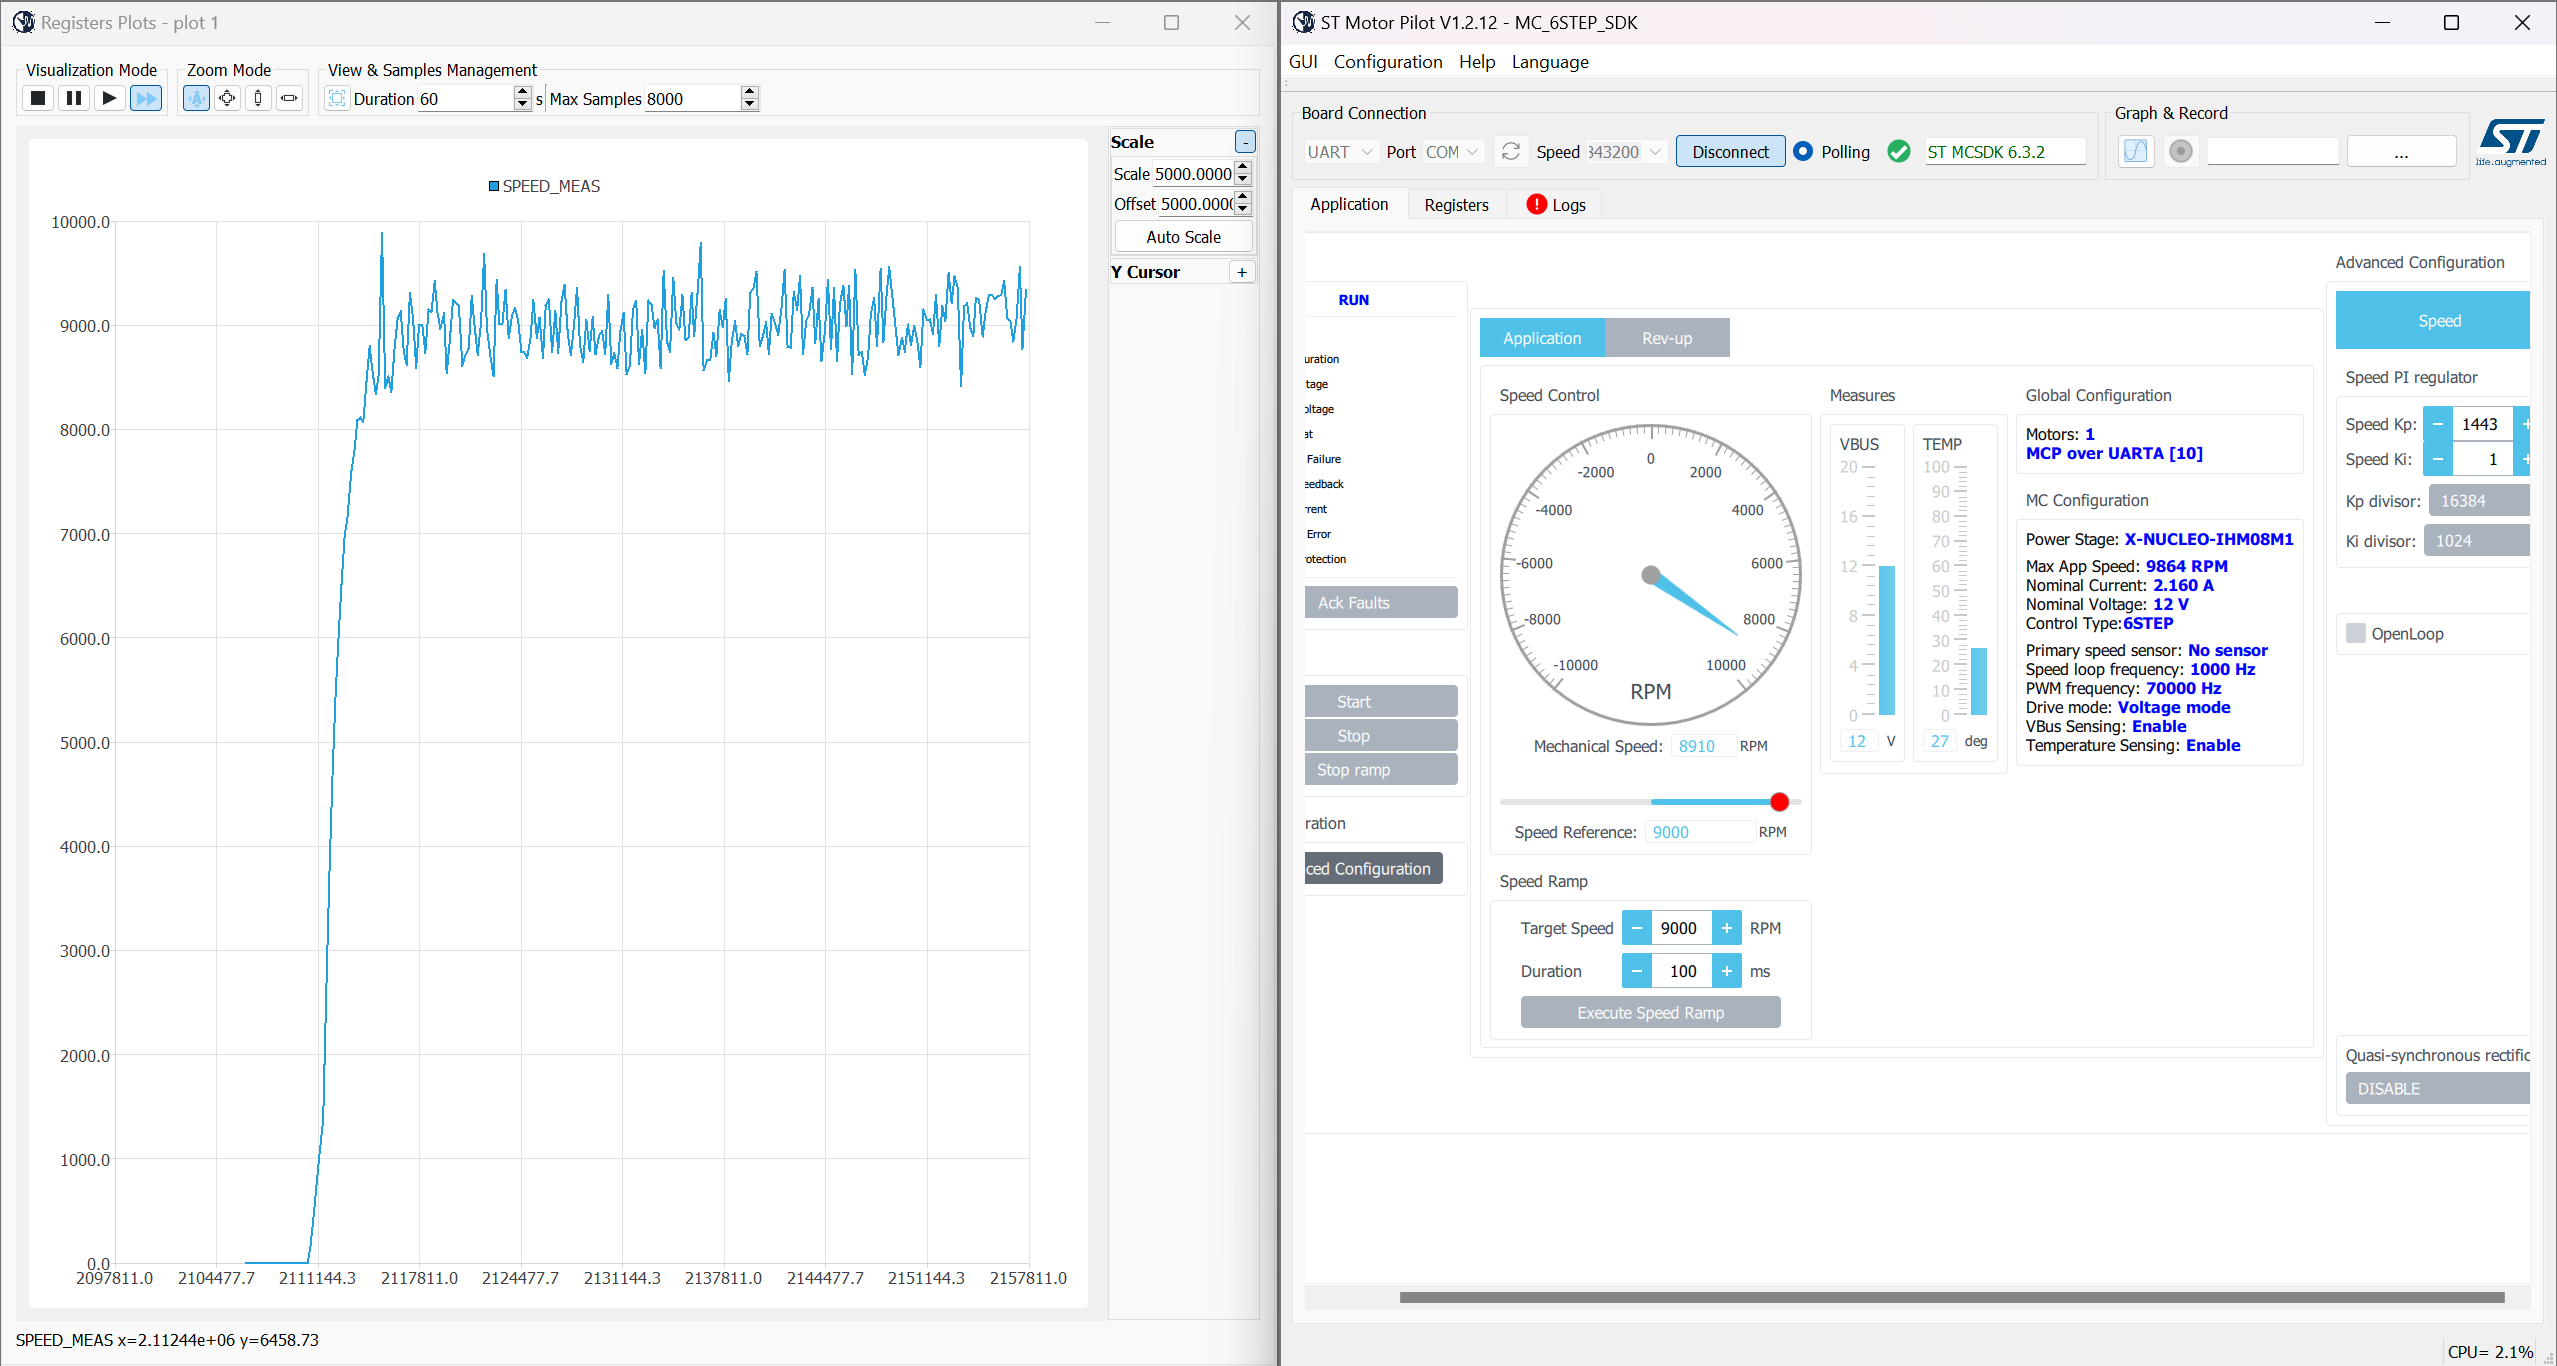 Registers Plots - plot 1
Visualization Mode
Zoom Mode
View & Samples Management
Duration 60 s
Max Samples 8000
SPEED_MEAS
10000.0
9000.0
8000.0
7000.0
6000.0
5000.0
4000.0
3000.0
2000.0
1000.0
0.0
2097811.0 2104477.7 2111144.3 2117811.0 2124477.7 2131144.3 2137811.0 2144477.7 2151144.3 2157811.0
Scale -
Scale 5000.0000
Offset 5000.000
Auto Scale
Y Cursor +
SPEED_MEAS x=2.11244e+06 y=6458.73
ST Motor Pilot V1.2.12 - MC_6STEP_SDK
GUI Configuration Help Language
Board Connection
UART Port COM Speed 343200 Disconnect Polling ST MCSDK 6.3.2
Graph & Record
...
ST
life.augmented
Application Registers ! Logs
RUN
uration
tage
oltage
at
Failure
eedback
rrent
Error
rotection
Ack Faults
Start
Stop
Stop ramp
ration
ced Configuration
Application Rev-up
Speed Control
0
-2000 2000
-4000 4000
-6000 6000
-8000 8000
-10000 10000
RPM
Mechanical Speed: 8910 RPM
Speed Reference: 9000 RPM
Speed Ramp
Target Speed - 9000 + RPM
Duration - 100 + ms
Execute Speed Ramp
Measures
VBUS
20
16
12
8
4
0
12 V
TEMP
100
90
80
70
60
50
40
30
20
10
0
27 deg
Global Configuration
Motors: 1
MCP over UARTA [10]
MC Configuration
Power Stage: X-NUCLEO-IHM08M1
Max App Speed: 9864 RPM
Nominal Current: 2.160 A
Nominal Voltage: 12 V
Control Type:6STEP
Primary speed sensor: No sensor
Speed loop frequency: 1000 Hz
PWM frequency: 70000 Hz
Drive mode: Voltage mode
VBus Sensing: Enable
Temperature Sensing: Enable
Advanced Configuration
Speed
Speed PI regulator
Speed Kp: - 1443 +
Speed Ki: - 1 +
Kp divisor: 16384
Ki divisor: 1024
OpenLoop
Quasi-synchronous rectific
DISABLE
CPU= 2.1%